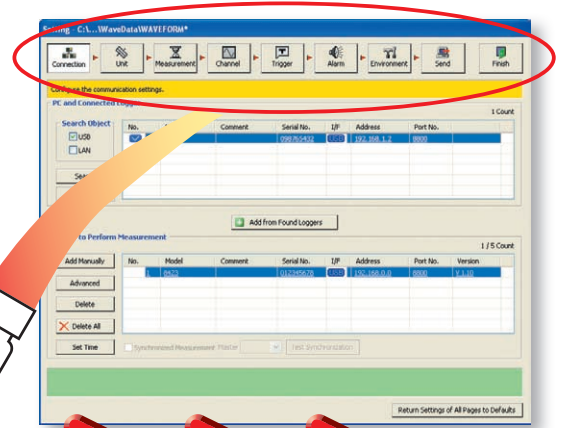 Setting - C:\...\WaveData\WAVEFORM*
Connection Unit Measurement Channel Trigger Alarm Environment Send Finish
Configure the communication settings.
PC and Connected
1 Count
Search Object
USB
LAN
No. Comment Serial No. I/F Address Port No.
098765432 USB 192.168.1.2 8800
Add from Found Loggers
to Perform Measurement
1 / 5 Count
Add Manually
Advanced
Delete
Delete All
Set Time
No. Model Comment Serial No. I/F Address Port No. Version
1 8423 012345678 USB 192.168.0.0 8800 V 1.10
Synchronized Measurement Master Test Synchronization
Return Settings of All Pages to Defaults